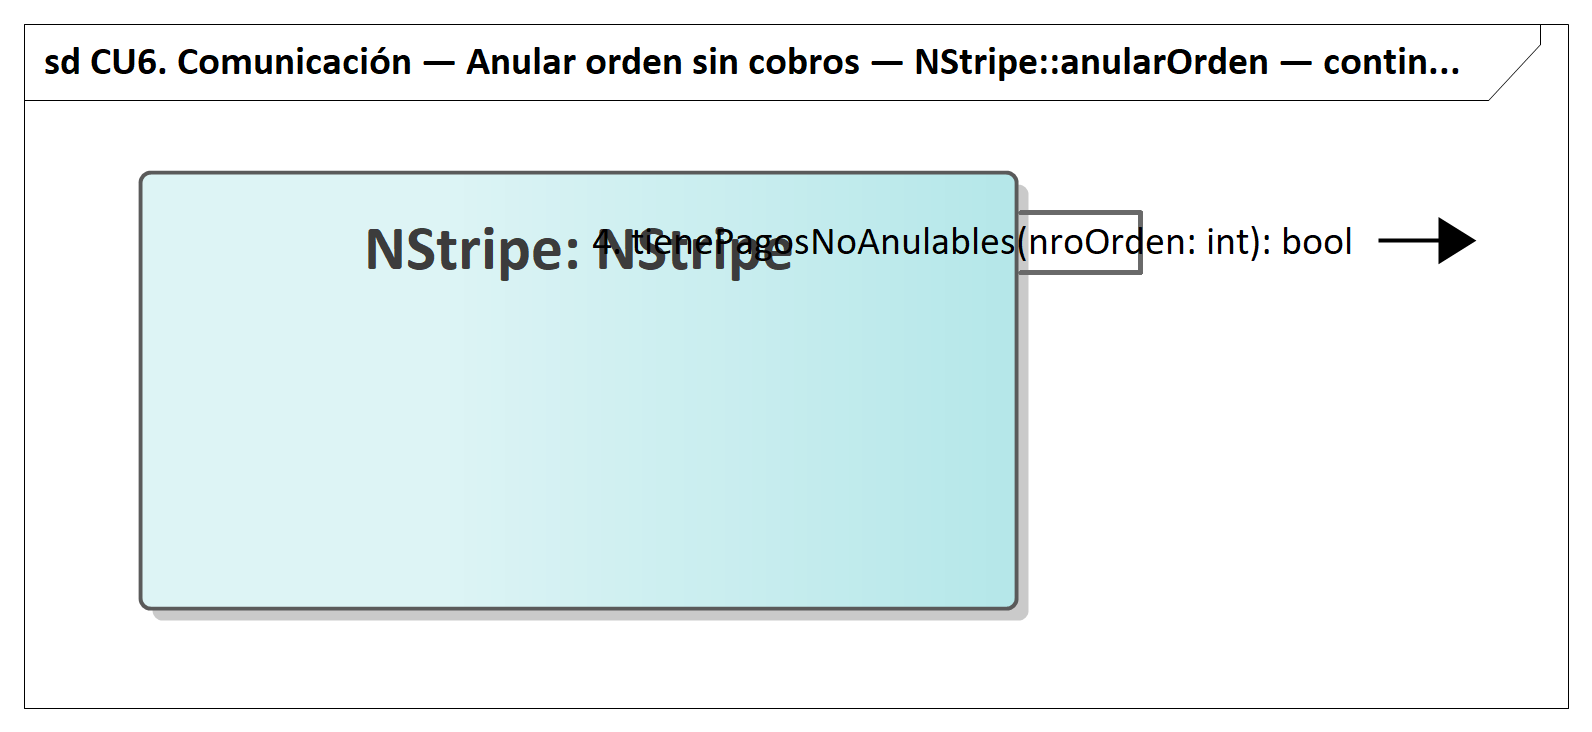 sd CU6. Comunicación — Anular orden sin cobros — NStripe::anularOrden — contin...
NStripe: NStripe
4. tienePagosNoAnulables(nroOrden: int): bool